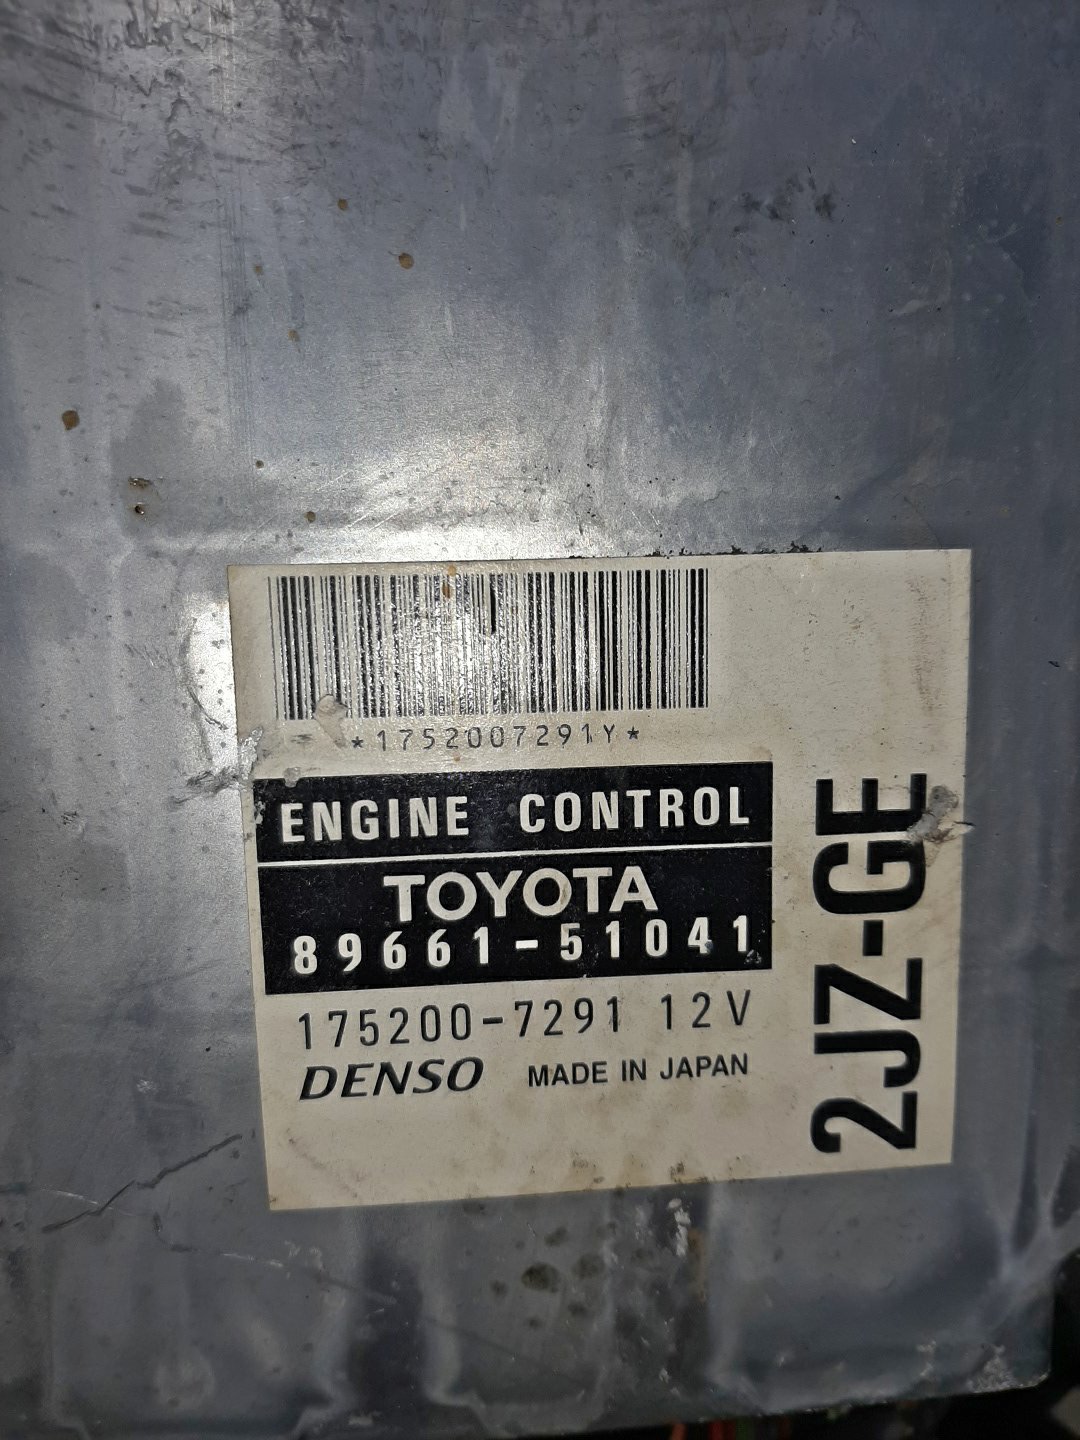 *1752007291Y*
ENGINE CONTROL
TOYOTA
89661-51041
175200-7291 12V
DENSO MADE IN JAPAN
2JZ-GE